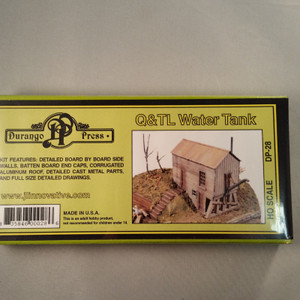 Durango Press
DP
KIT FEATURES: DETAILED BOARD BY BOARD SIDE
WALLS, BATTEN BOARD END CAPS, CORRUGATED
ALUMINUM ROOF, DETAILED CAST METAL PARTS,
AND FULL SIZE DETAILED DRAWINGS.
www.jlinnovative.com
MADE IN U.S.A.
This is an adult hobby product,
not recommended for children under 14.
Q&TL Water Tank
HO SCALE DP-28